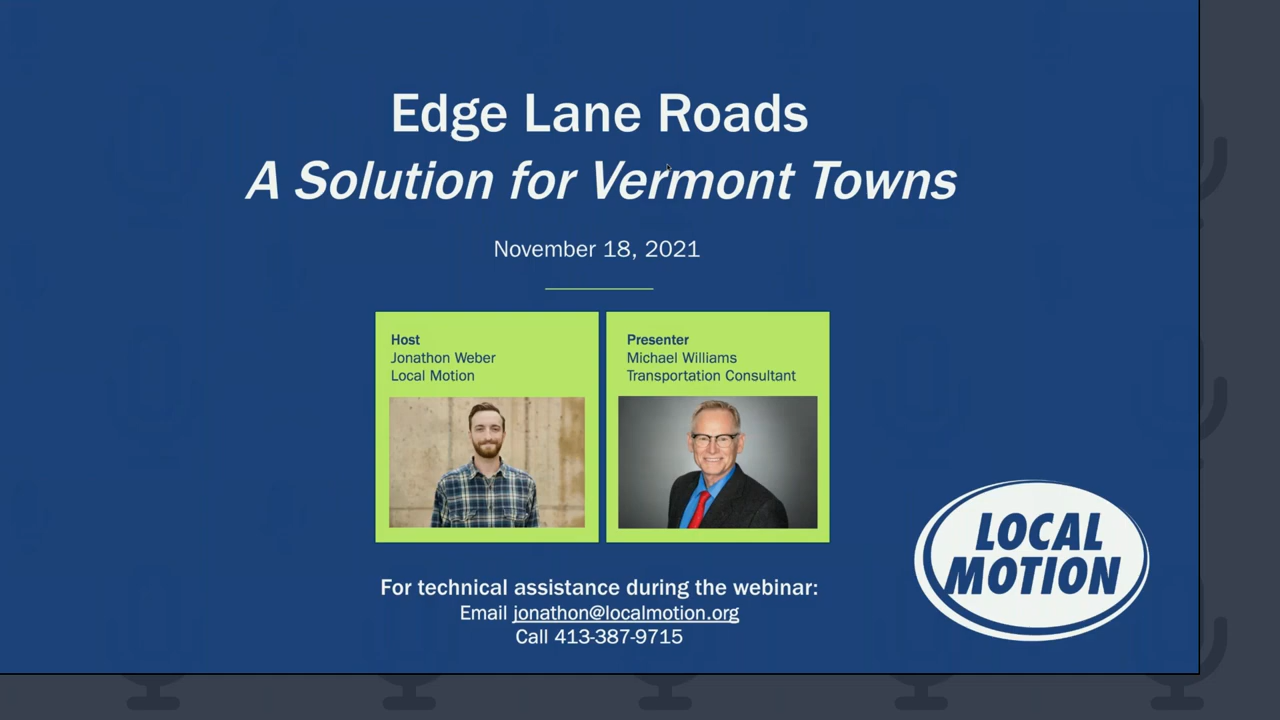 Edge Lane Roads
A Solution for Vermont Towns
November 18, 2021
Host
Jonathon Weber
Local Motion
Presenter
Michael Williams
Transportation Consultant
For technical assistance during the webinar:
Email jonathon@localmotion.org
Call 413-387-9715
LOCAL
MOTION